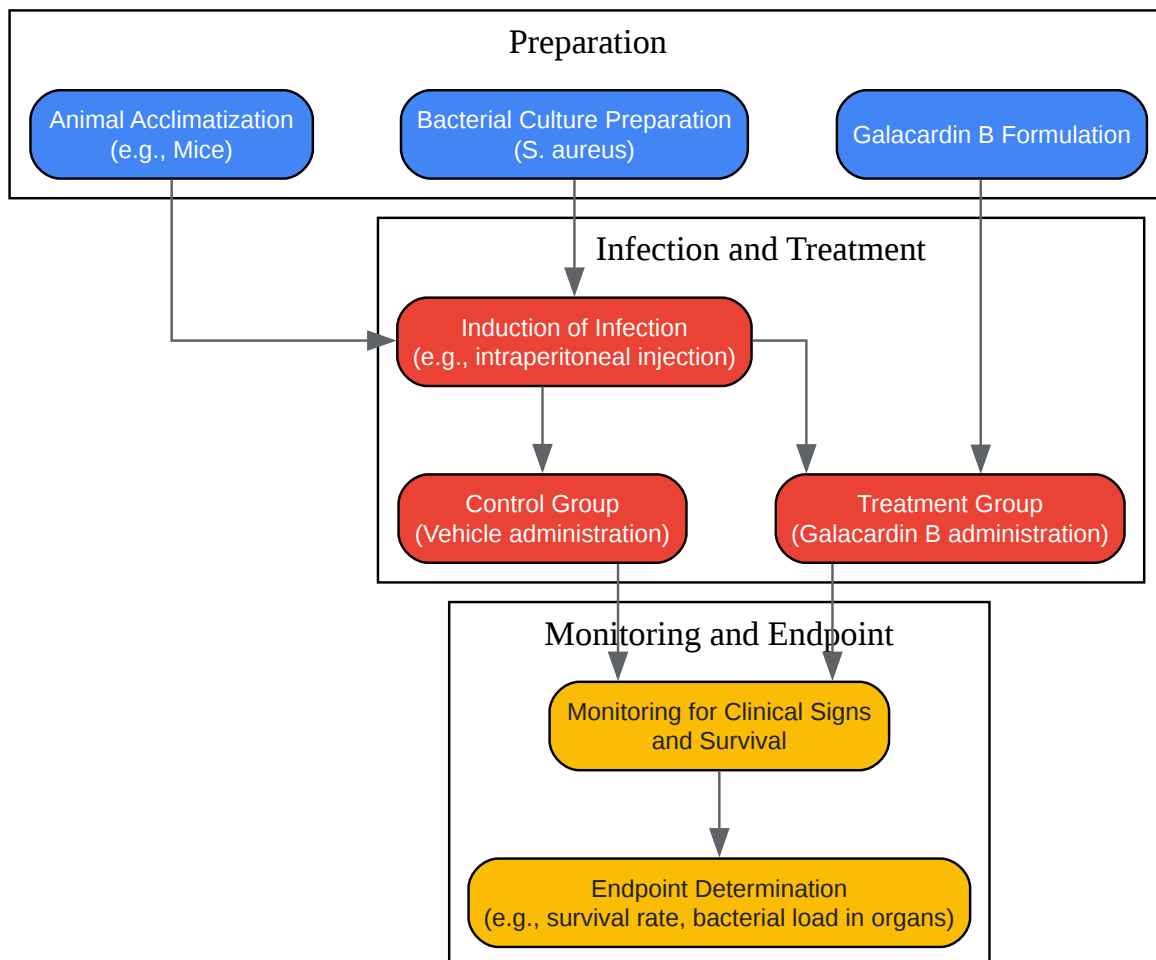 Preparation
Animal Acclimatization
(e.g., Mice)
Bacterial Culture Preparation
(S. aureus)
Galacardin B Formulation
Infection and Treatment
Induction of Infection
(e.g., intraperitoneal injection)
Control Group
(Vehicle administration)
Treatment Group
(Galacardin B administration)
Monitoring and Endpoint
Monitoring for Clinical Signs
and Survival
Endpoint Determination
(e.g., survival rate, bacterial load in organs)